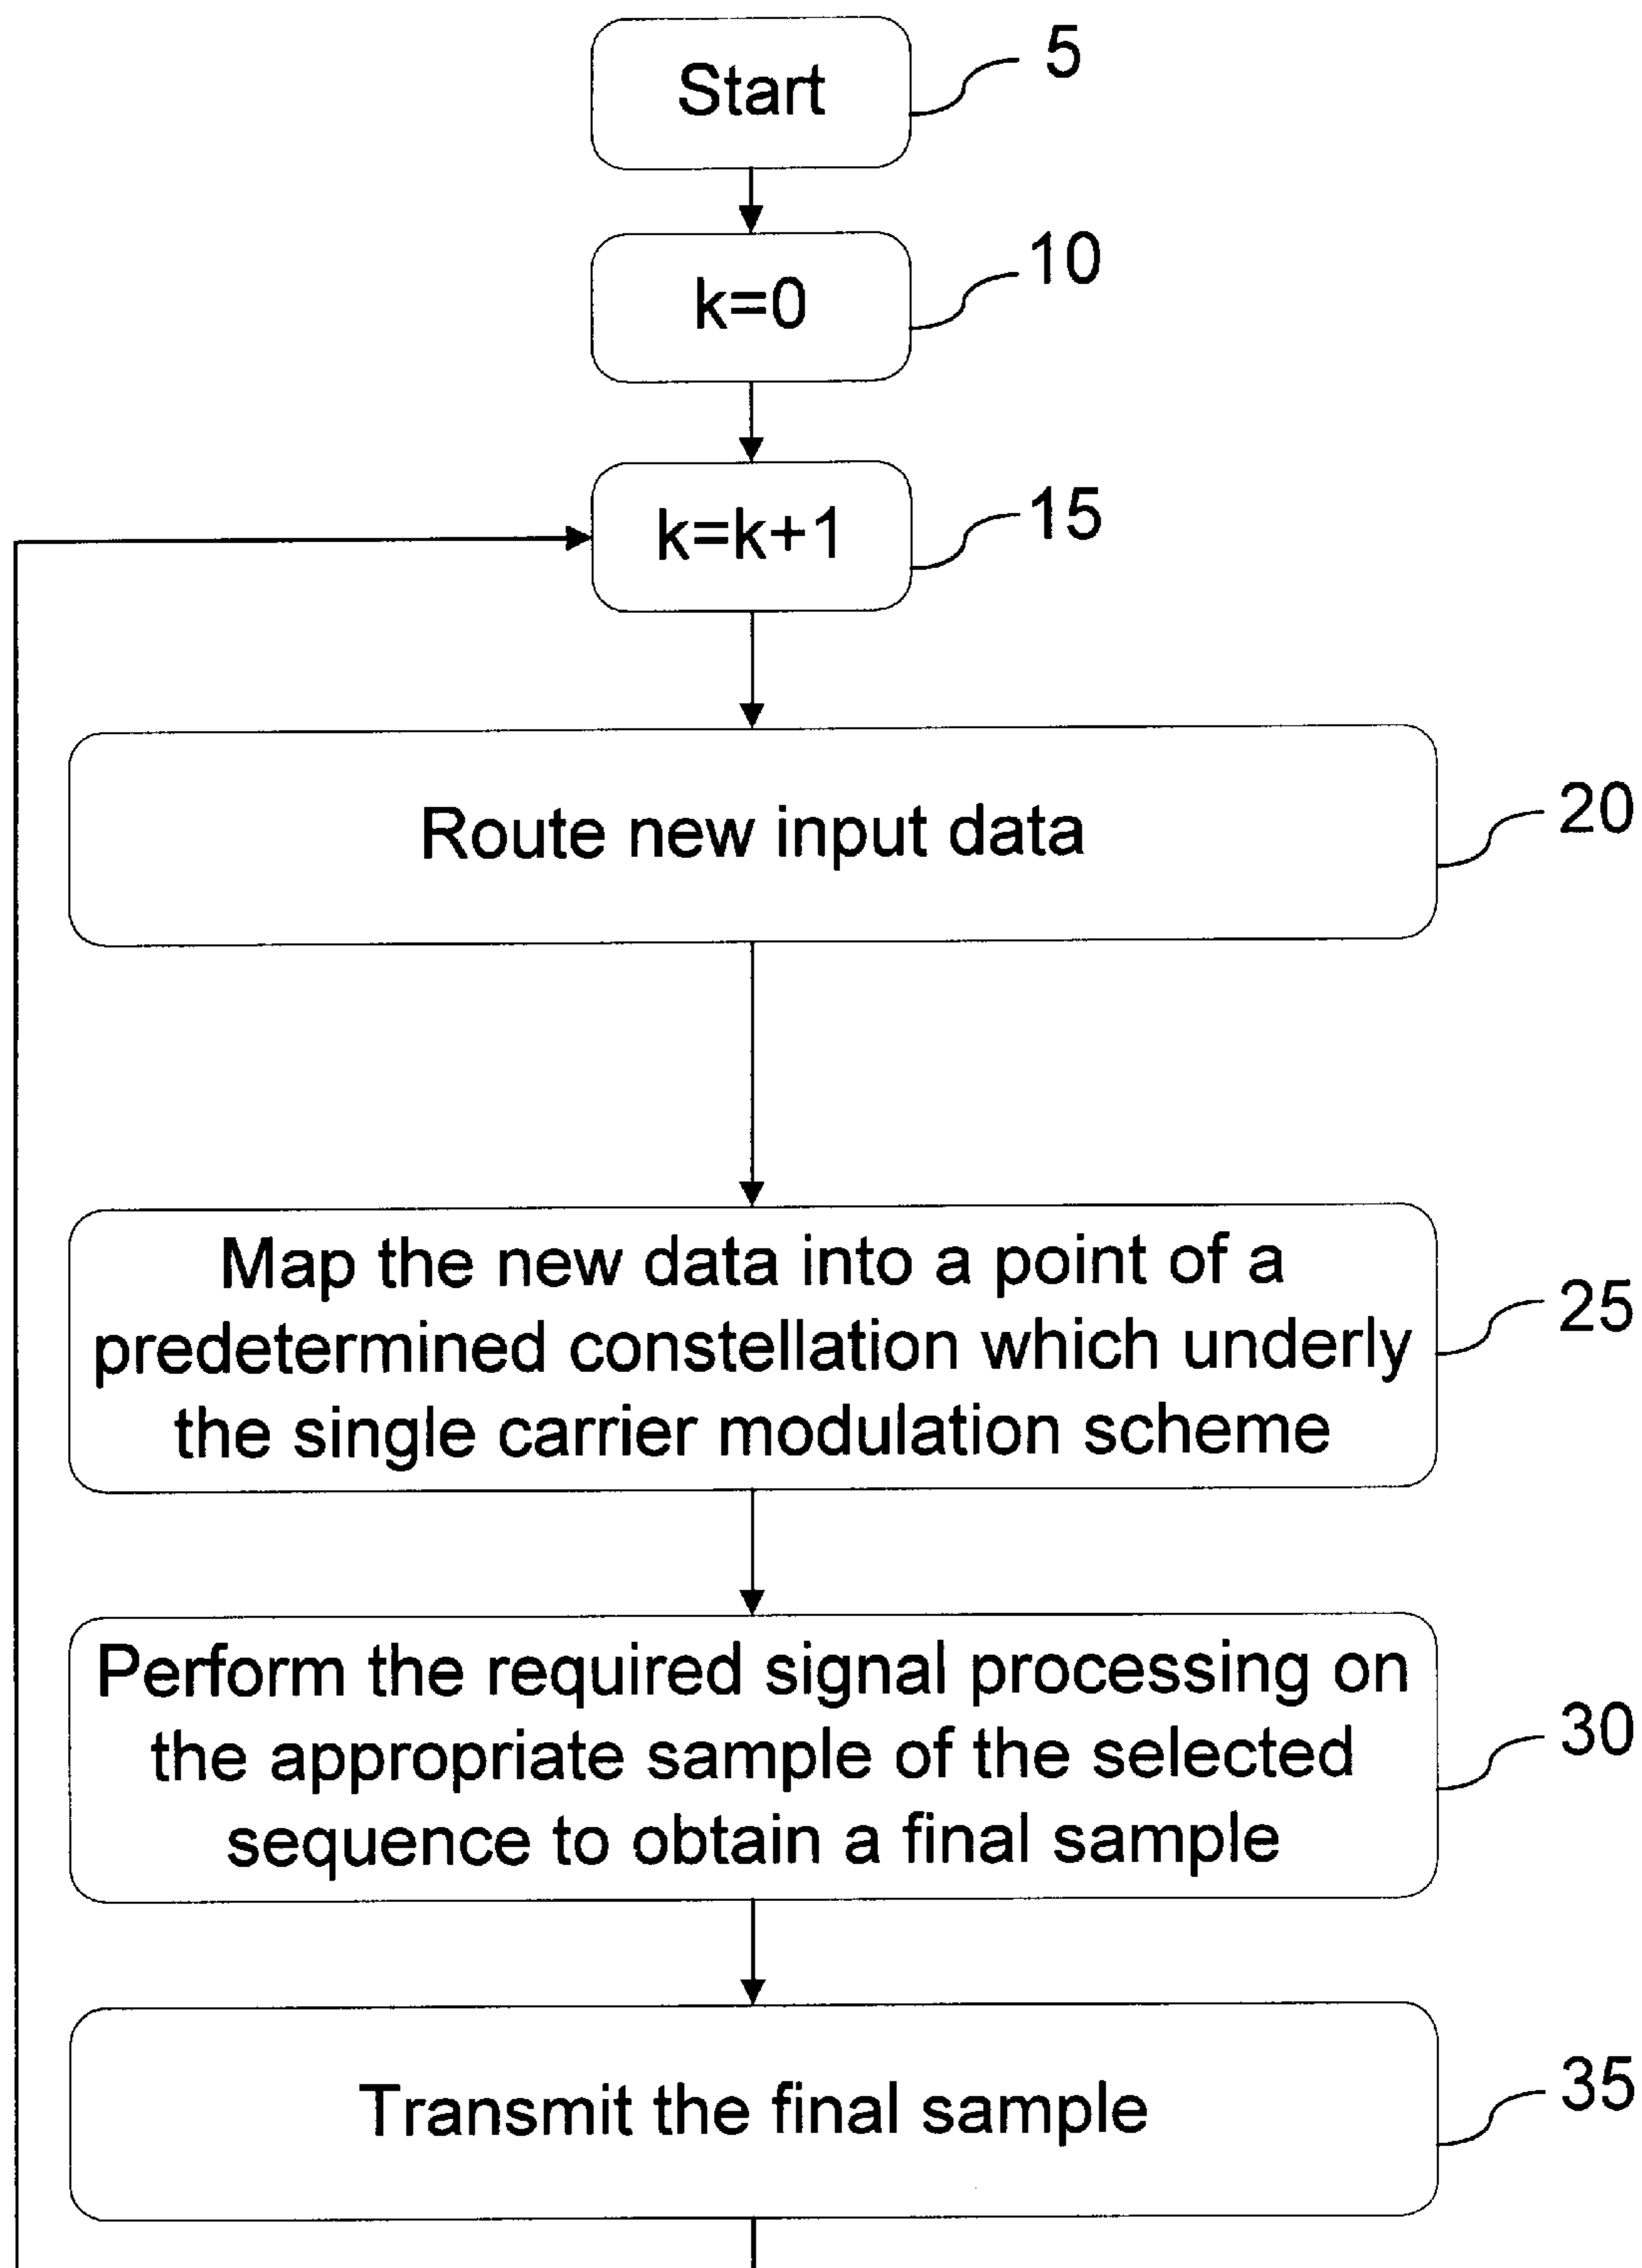 Start
5
k=0
10
k=k+1
15
Route new input data
20
Map the new data into a point of a
predetermined constellation which underly
the single carrier modulation scheme
25
Perform the required signal processing on
the appropriate sample of the selected
sequence to obtain a final sample
30
Transmit the final sample
35